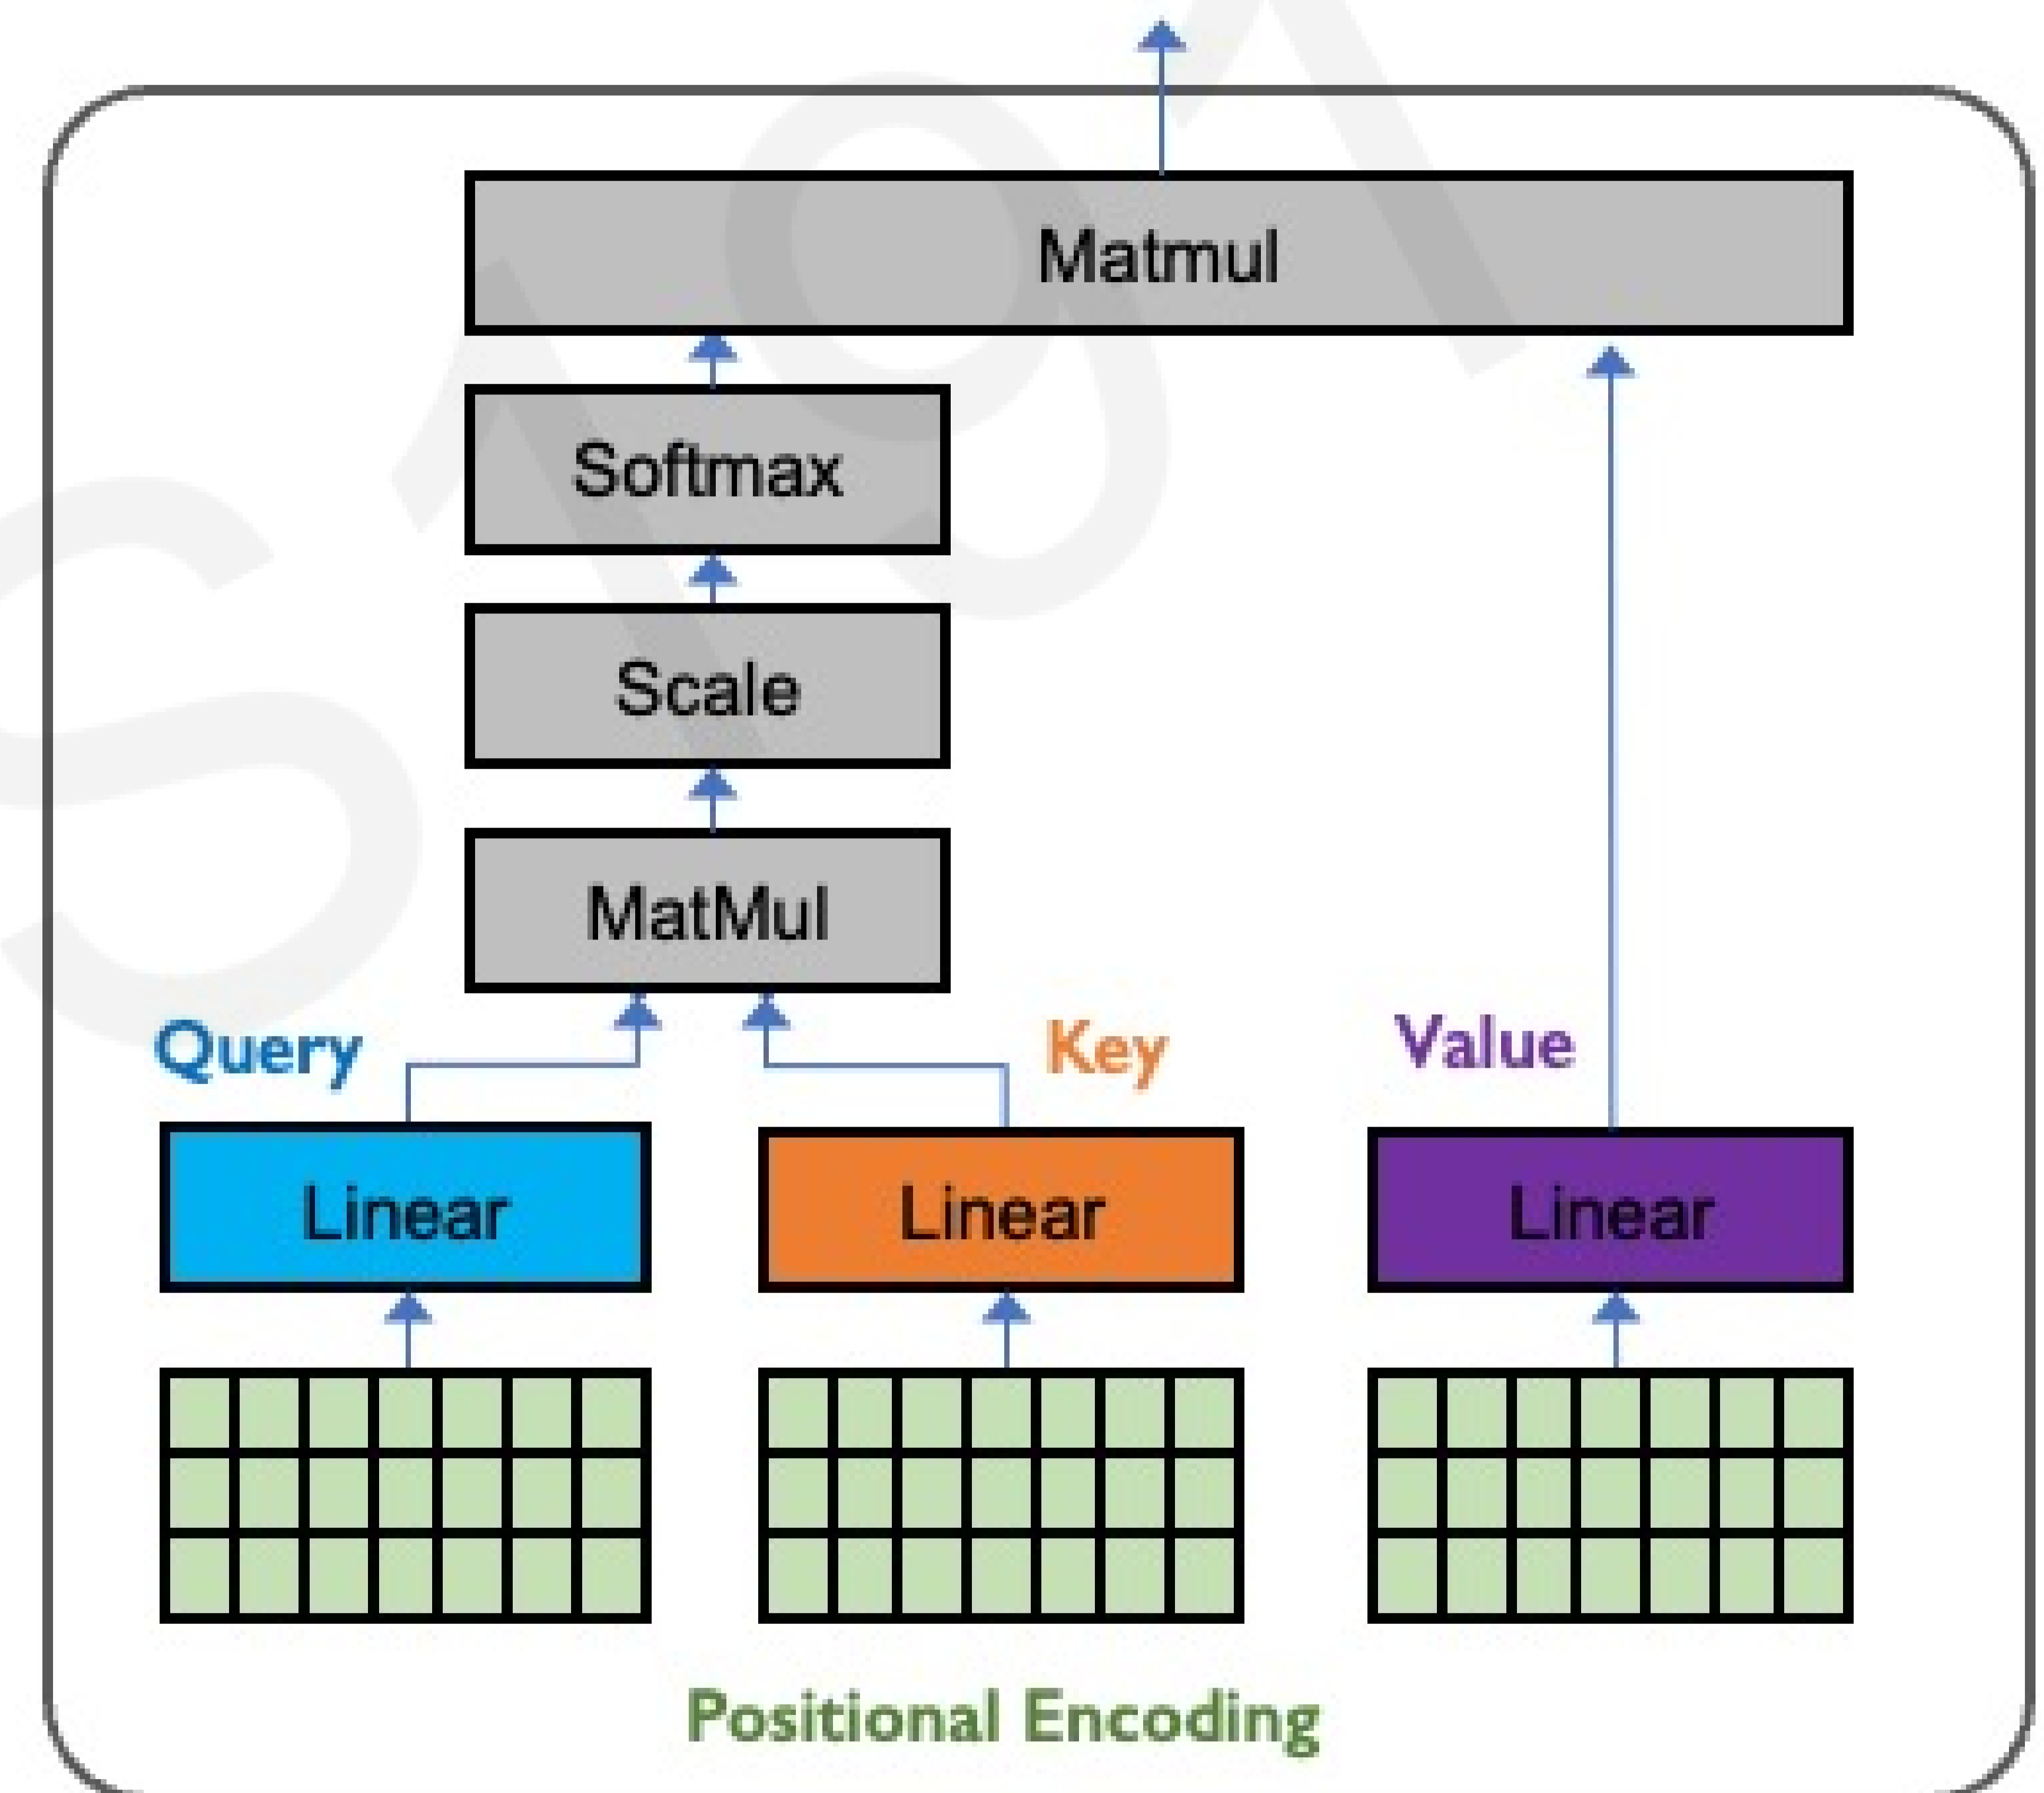 Matmul
Softmax
Scale
MatMul
Query
Key
Value
Linear
Linear
Linear
Positional Encoding